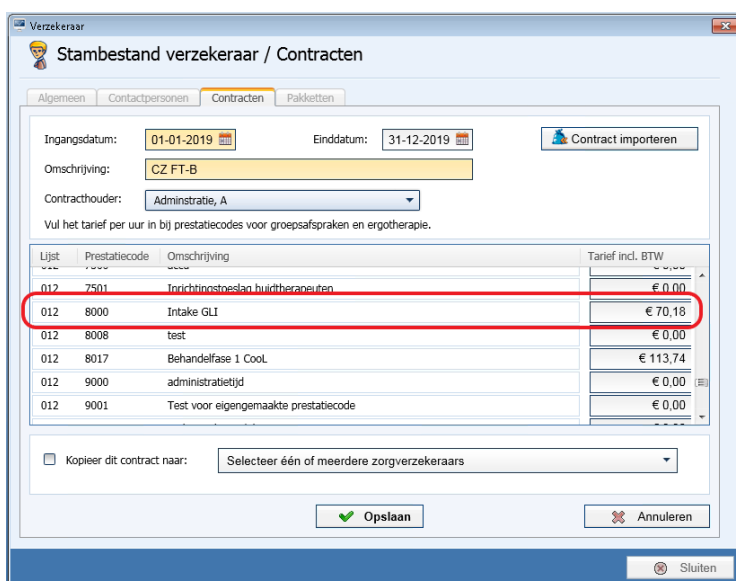 Verzekeraar
Stambestand verzekeraar / Contracten
Algemeen Contactpersonen Contracten Pakketten
Ingangsdatum: 01-01-2019 Einddatum: 31-12-2019 Contract importeren
Omschrijving: CZ FT-B
Contracthouder: Adminstratie, A
Vul het tarief per uur in bij prestatiecodes voor groepsafspraken en ergotherapie.
Lijst Prestatiecode Omschrijving Tarief incl. BTW
012 7501 Inrichtingstoeslag huidtherapeuten € 0,00
012 8000 Intake GLI € 70,18
012 8008 test € 0,00
012 8017 Behandelfase 1 CooL € 113,74
012 9000 administratietijd € 0,00
012 9001 Test voor eigengemaakte prestatiecode € 0,00
Kopieer dit contract naar: Selecteer één of meerdere zorgverzekeraars
Opslaan Annuleren
Sluiten